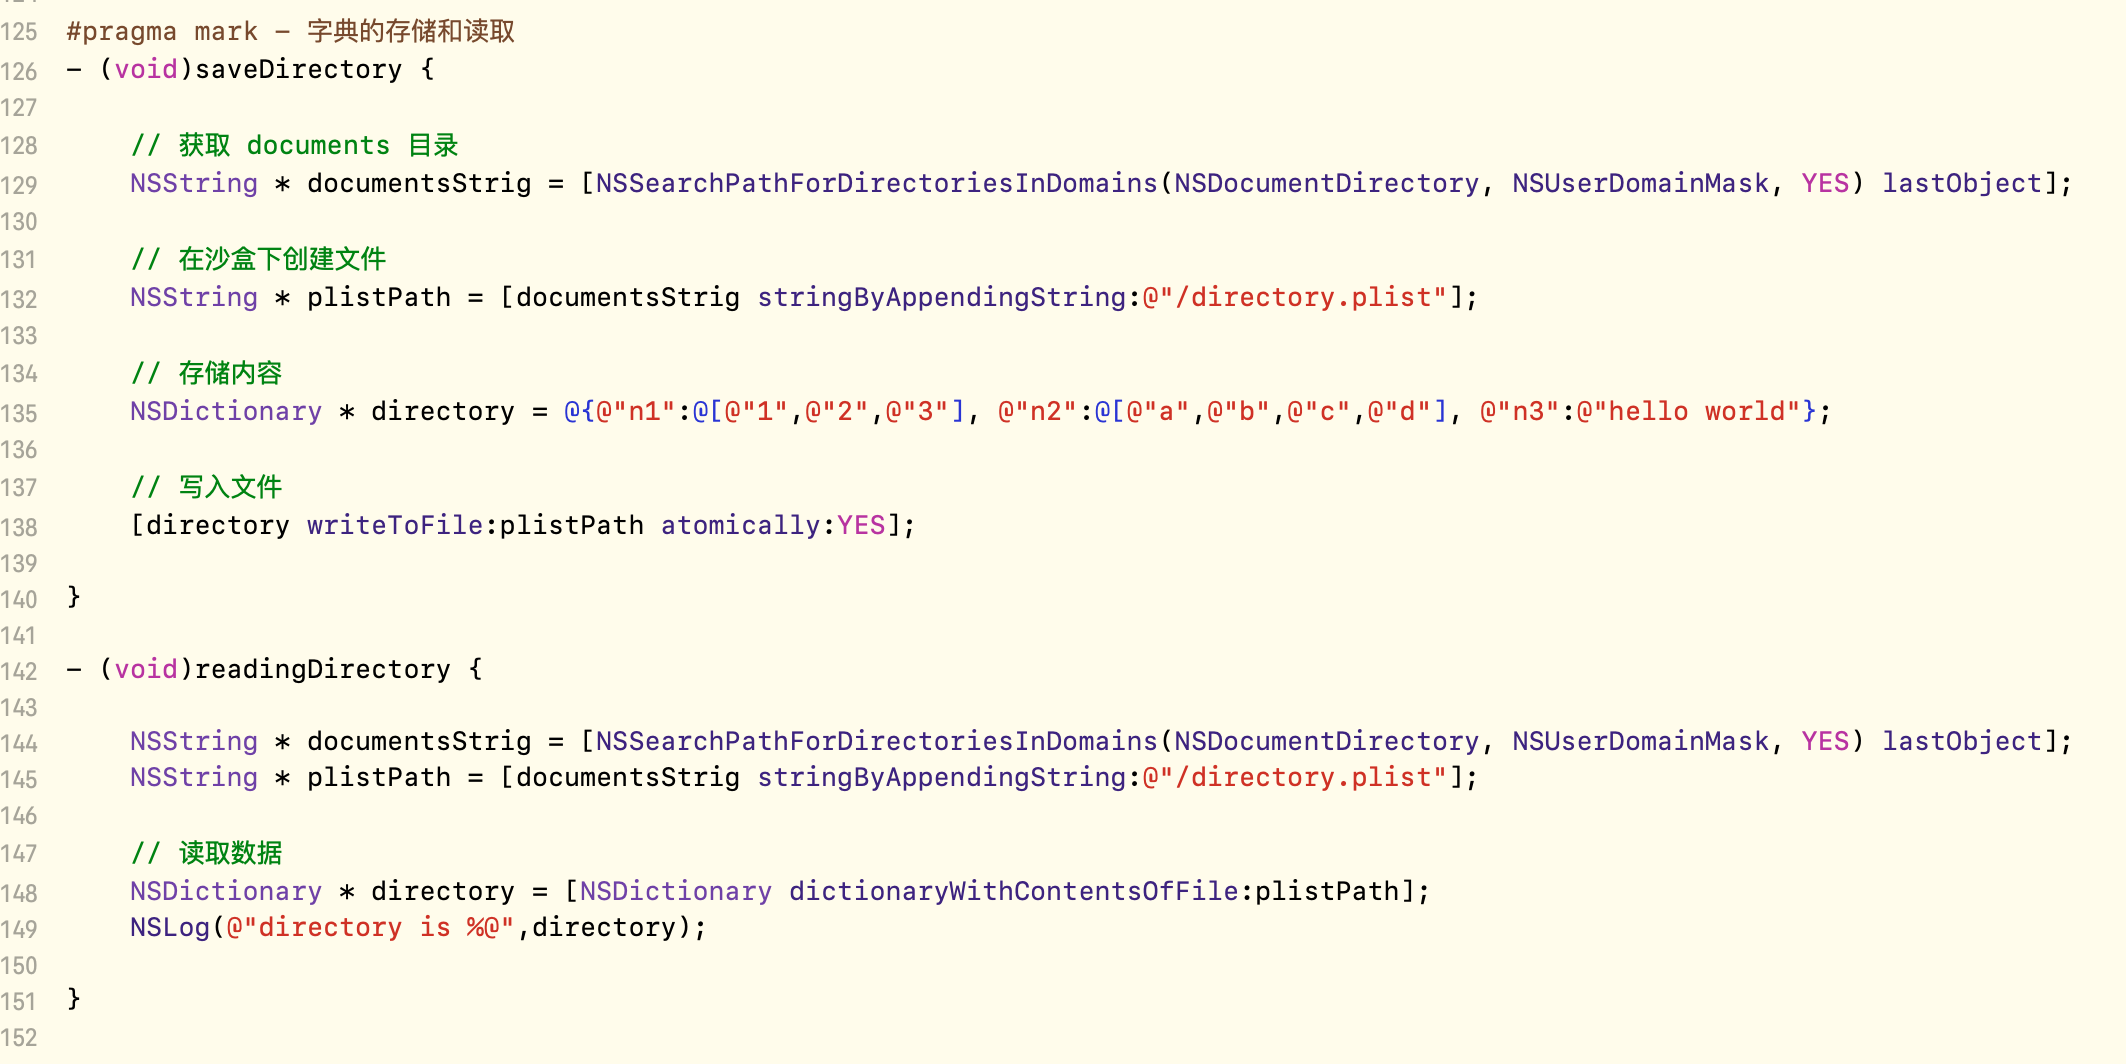 125 #pragma mark – 字典的存储和读取
126 – (void)saveDirectory {
127
128 // 获取 documents 目录
129 NSString * documentsStrig = [NSSearchPathForDirectoriesInDomains(NSDocumentDirectory, NSUserDomainMask, YES) lastObject];
130
131 // 在沙盒下创建文件
132 NSString * plistPath = [documentsStrig stringByAppendingString:@"/directory.plist"];
133
134 // 存储内容
135 NSDictionary * directory = @{@"n1":@[@"1",@"2",@"3"], @"n2":@[@"a",@"b",@"c",@"d"], @"n3":@"hello world"};
136
137 // 写入文件
138 [directory writeToFile:plistPath atomically:YES];
139
140 }
141
142 – (void)readingDirectory {
143
144 NSString * documentsStrig = [NSSearchPathForDirectoriesInDomains(NSDocumentDirectory, NSUserDomainMask, YES) lastObject];
145 NSString * plistPath = [documentsStrig stringByAppendingString:@"/directory.plist"];
146
147 // 读取数据
148 NSDictionary * directory = [NSDictionary dictionaryWithContentsOfFile:plistPath];
149 NSLog(@"directory is %@",directory);
150
151 }
152